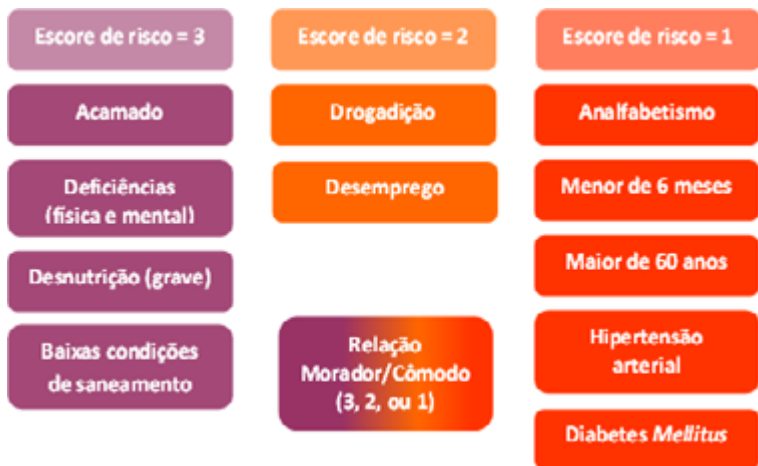 Escore de risco = 3
Acamado
Deficiências
(física e mental)
Desnutrição (grave)
Baixas condições
de saneamento
Escore de risco = 2
Drogadição
Desemprego
Relação
Morador/Cômodo
(3, 2, ou 1)
Escore de risco = 1
Analfabetismo
Menor de 6 meses
Maior de 60 anos
Hipertensão
arterial
Diabetes Mellitus